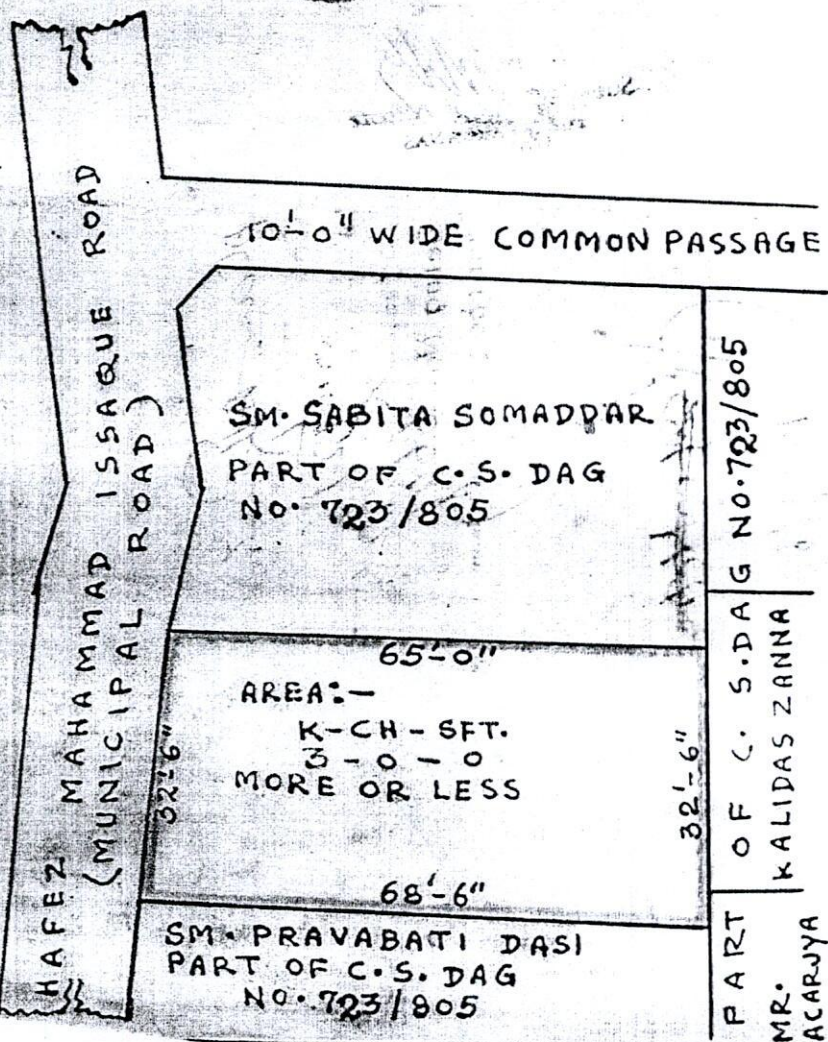 HAFEZ MAHAMMAD ISSAQUE ROAD
(MUNICIPAL ROAD)
10'-0" WIDE COMMON PASSAGE
SM. SABITA SOMADDAR
PART OF C.S. DAG
NO. 723/805
65'-0"
AREA:-
K-CH-SFT.
3-0-0
MORE OR LESS
32'-6"
32'-6"
68'-6"
SM. PRAVABATI DASI
PART OF C.S. DAG
NO. 723/805
PART OF C. S. DAG NO. 723/805
KALIDAS ZANNA
MR.
ACARJYA